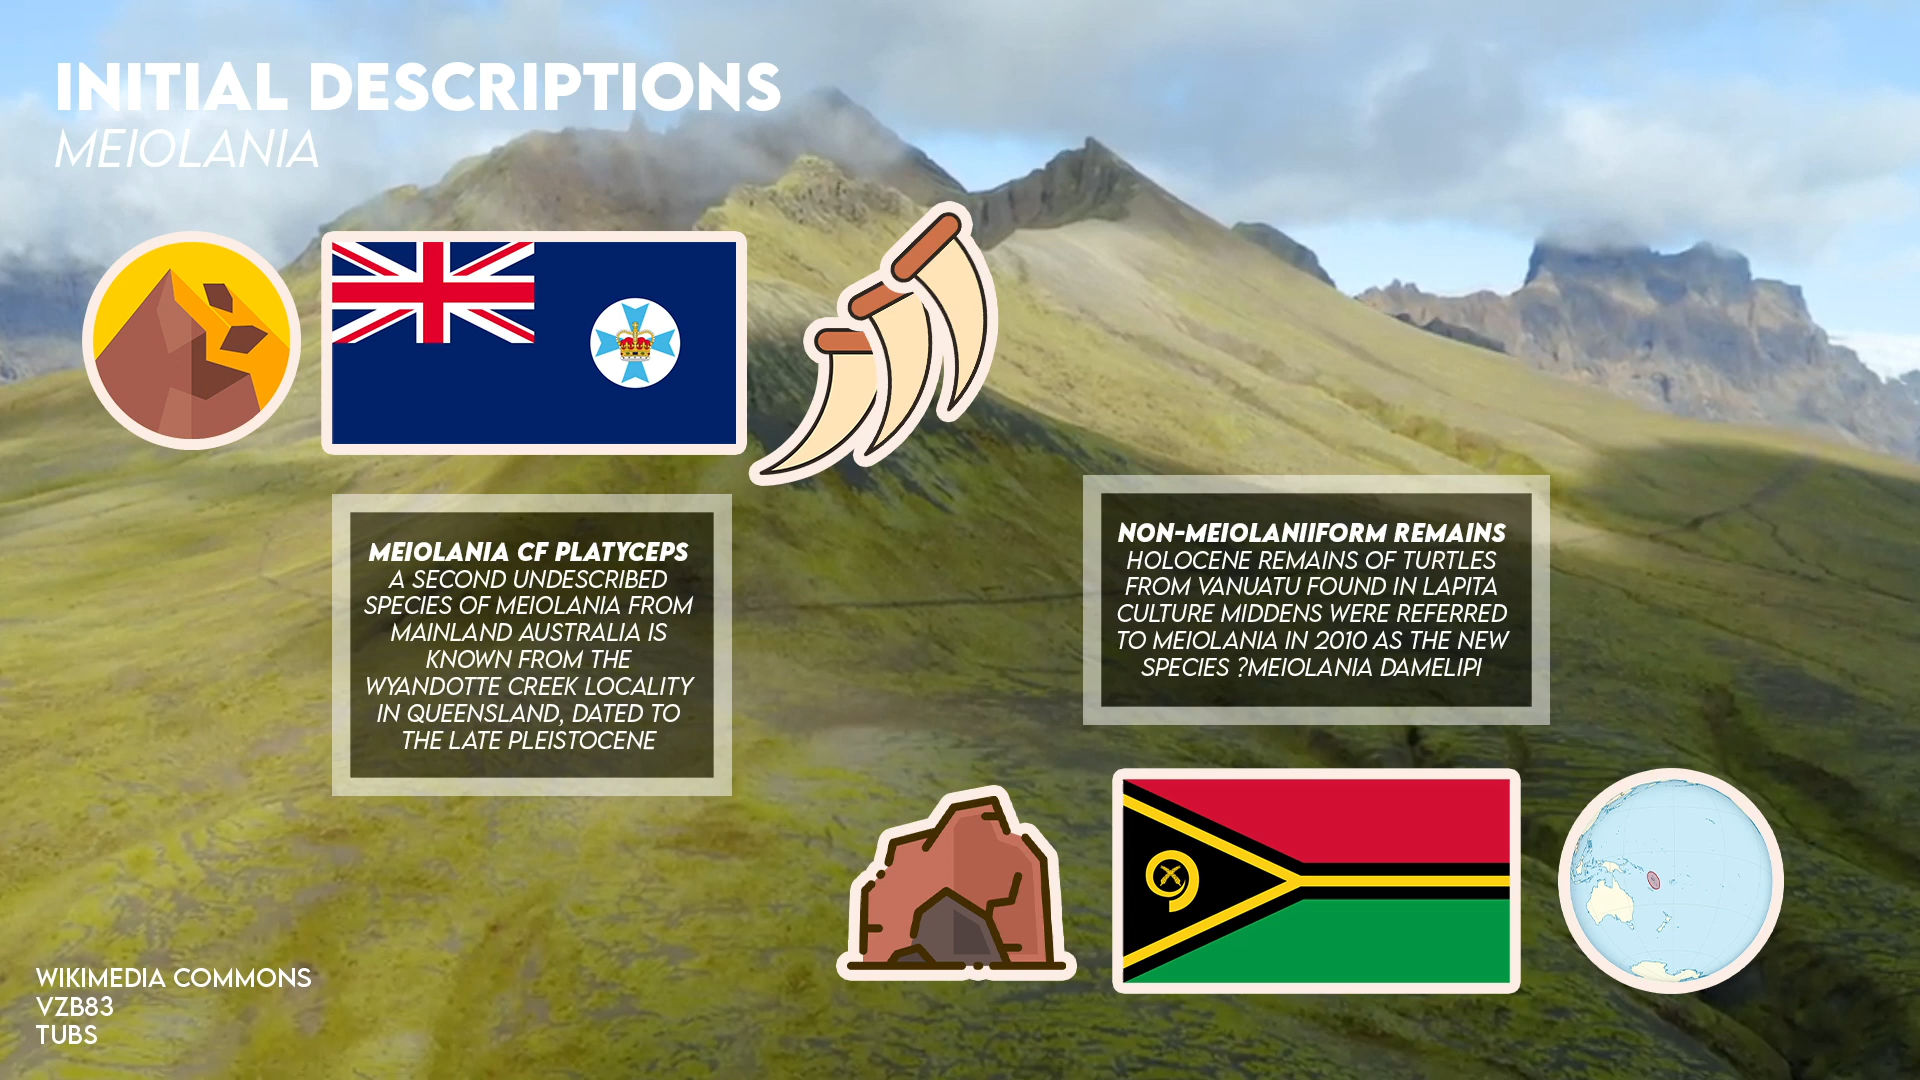 INITIAL DESCRIPTIONS
MEIOLANIA
MEIOLANIA CF PLATYCEPS
A SECOND UNDESCRIBED
SPECIES OF MEIOLANIA FROM
MAINLAND AUSTRALIA IS
KNOWN FROM THE
WYANDOTTE CREEK LOCALITY
IN QUEENSLAND, DATED TO
THE LATE PLEISTOCENE
NON-MEIOLANIIFORM REMAINS
HOLOCENE REMAINS OF TURTLES
FROM VANUATU FOUND IN LAPITA
CULTURE MIDDENS WERE REFERRED
TO MEIOLANIA IN 2010 AS THE NEW
SPECIES ?MEIOLANIA DAMELIPI
WIKIMEDIA COMMONS
VZB83
TUBS